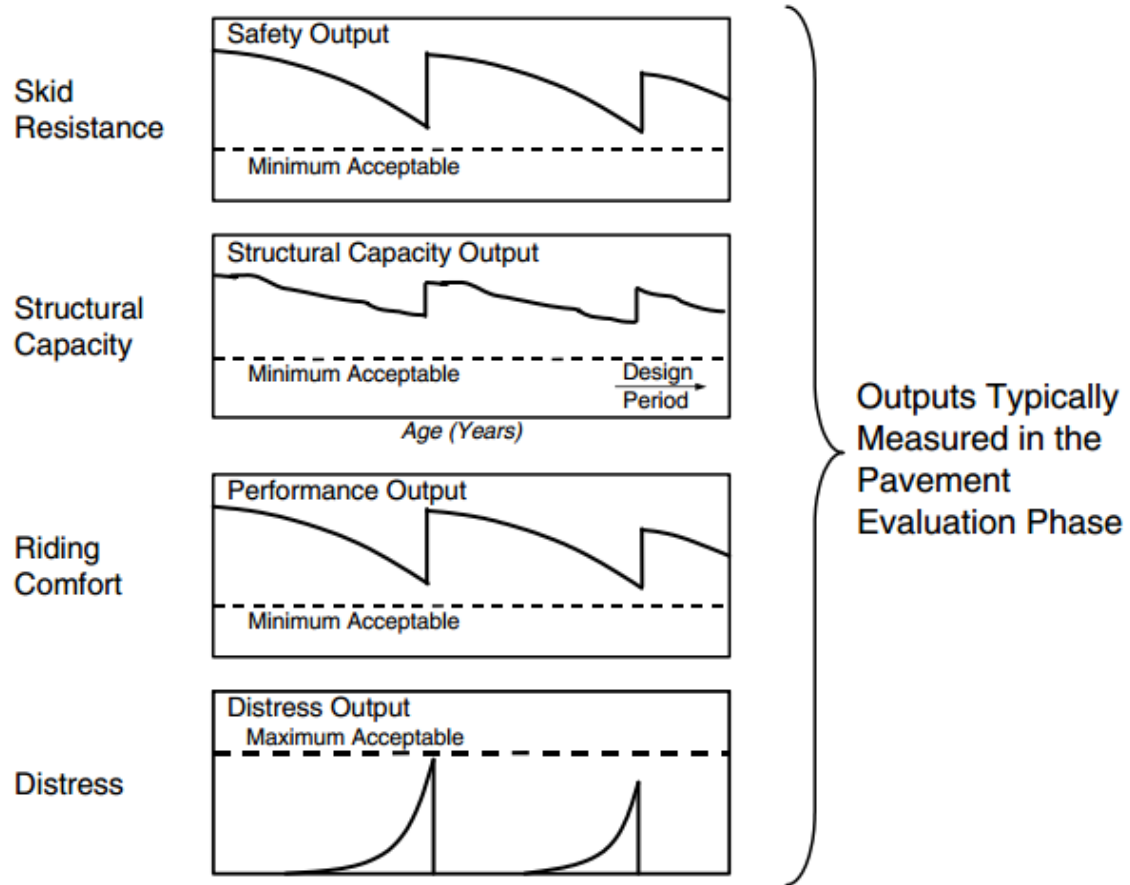 Skid
Resistance
Safety Output
Minimum Acceptable
Structural
Capacity
Structural Capacity Output
Minimum Acceptable
Design
Period
Age (Years)
Riding
Comfort
Performance Output
Minimum Acceptable
Distress
Distress Output
Maximum Acceptable
Outputs Typically
Measured in the
Pavement
Evaluation Phase